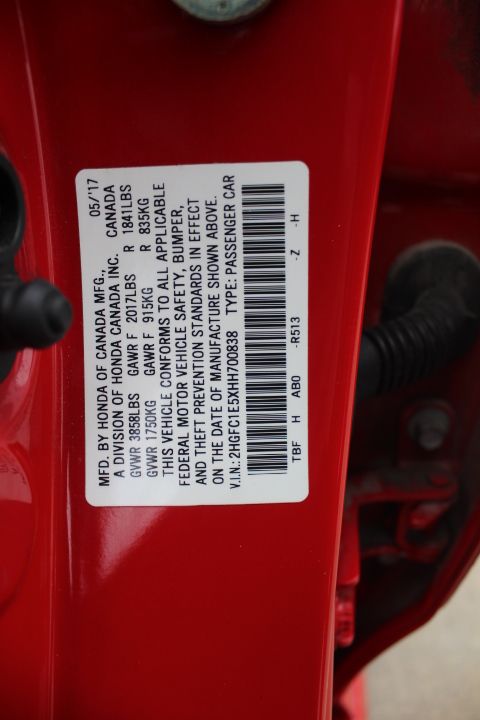 MFD. BY HONDA OF CANADA MFG., 05/'17
A DIVISION OF HONDA CANADA INC. CANADA
GVWR 3858LBS GAWR F 2017LBS R 1841LBS
GVWR 1750KG GAWR F 915KG R 835KG
THIS VEHICLE CONFORMS TO ALL APPLICABLE
FEDERAL MOTOR VEHICLE SAFETY, BUMPER,
AND THEFT PREVENTION STANDARDS IN EFFECT
ON THE DATE OF MANUFACTURE SHOWN ABOVE.
V.I.N.: 2HGFC1E5XHH700838 TYPE: PASSENGER CAR
TBF H AB0 -R513 -Z -H